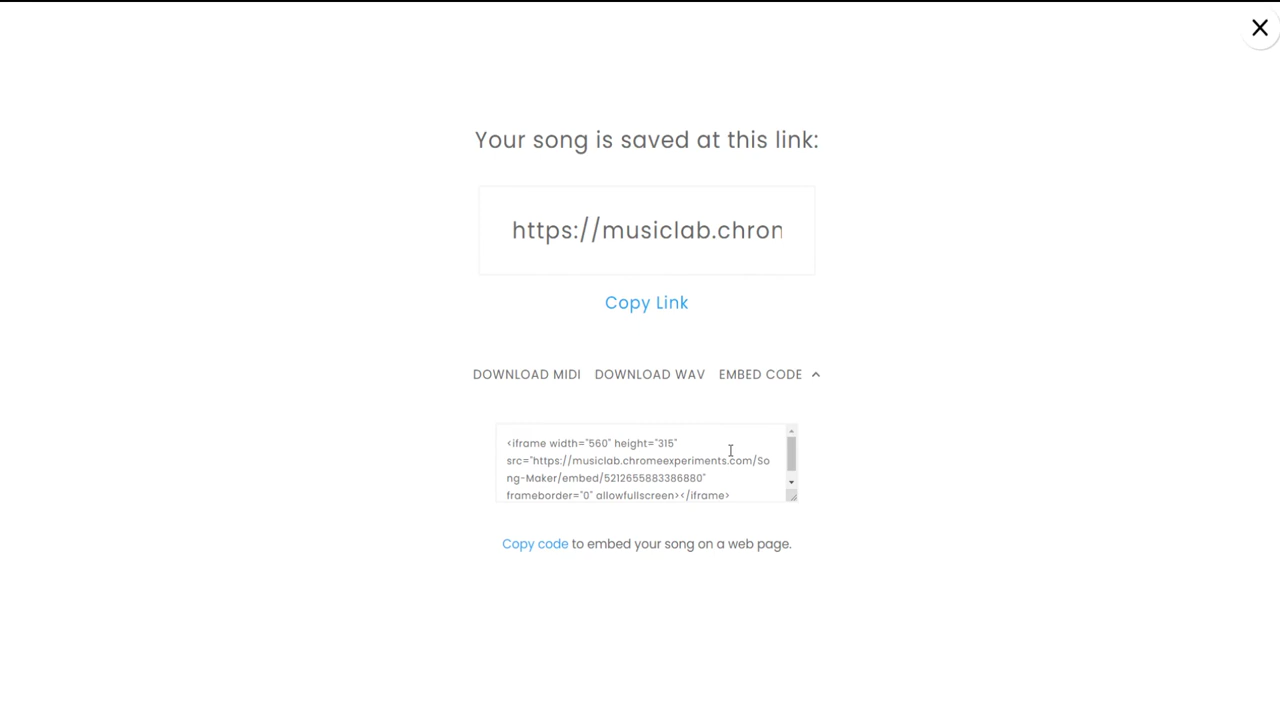 Your song is saved at this link:
https://musiclab.chrom
Copy Link
DOWNLOAD MIDI DOWNLOAD WAV EMBED CODE
<iframe width="560" height="315"
src="https://musiclab.chromeexperiments.com/So
ng-Maker/embed/5212655883386880"
frameborder="0" allowfullscreen></iframe>
Copy code to embed your song on a web page.